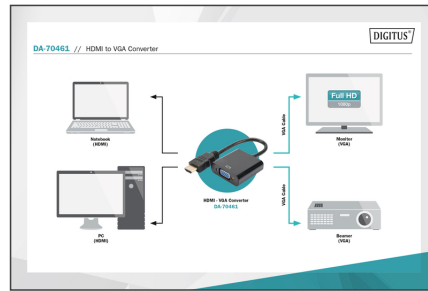 DIGITUS®
DA-70461 // HDMI to VGA Converter
Notebook
(HDMI)
VGA Cable
Full HD
1080p
Monitor
(VGA)
HDMI - VGA Converter
DA-70461
PC
(HDMI)
VGA Cable
Beamer
(VGA)